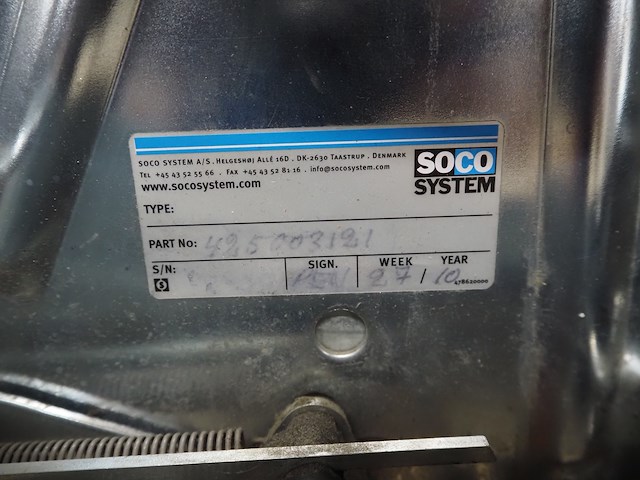 SOCO SYSTEM A/S . HELGESHØJ ALLÉ 16D . DK-2630 TAASTRUP . DENMARK
TEL +45 43 52 55 66 . FAX +45 43 52 81 16 . info@socosystem.com
www.socosystem.com
SOCO
SYSTEM
TYPE:
PART No: 425003121
S/N:
SIGN. WEEK YEAR
27 / 10